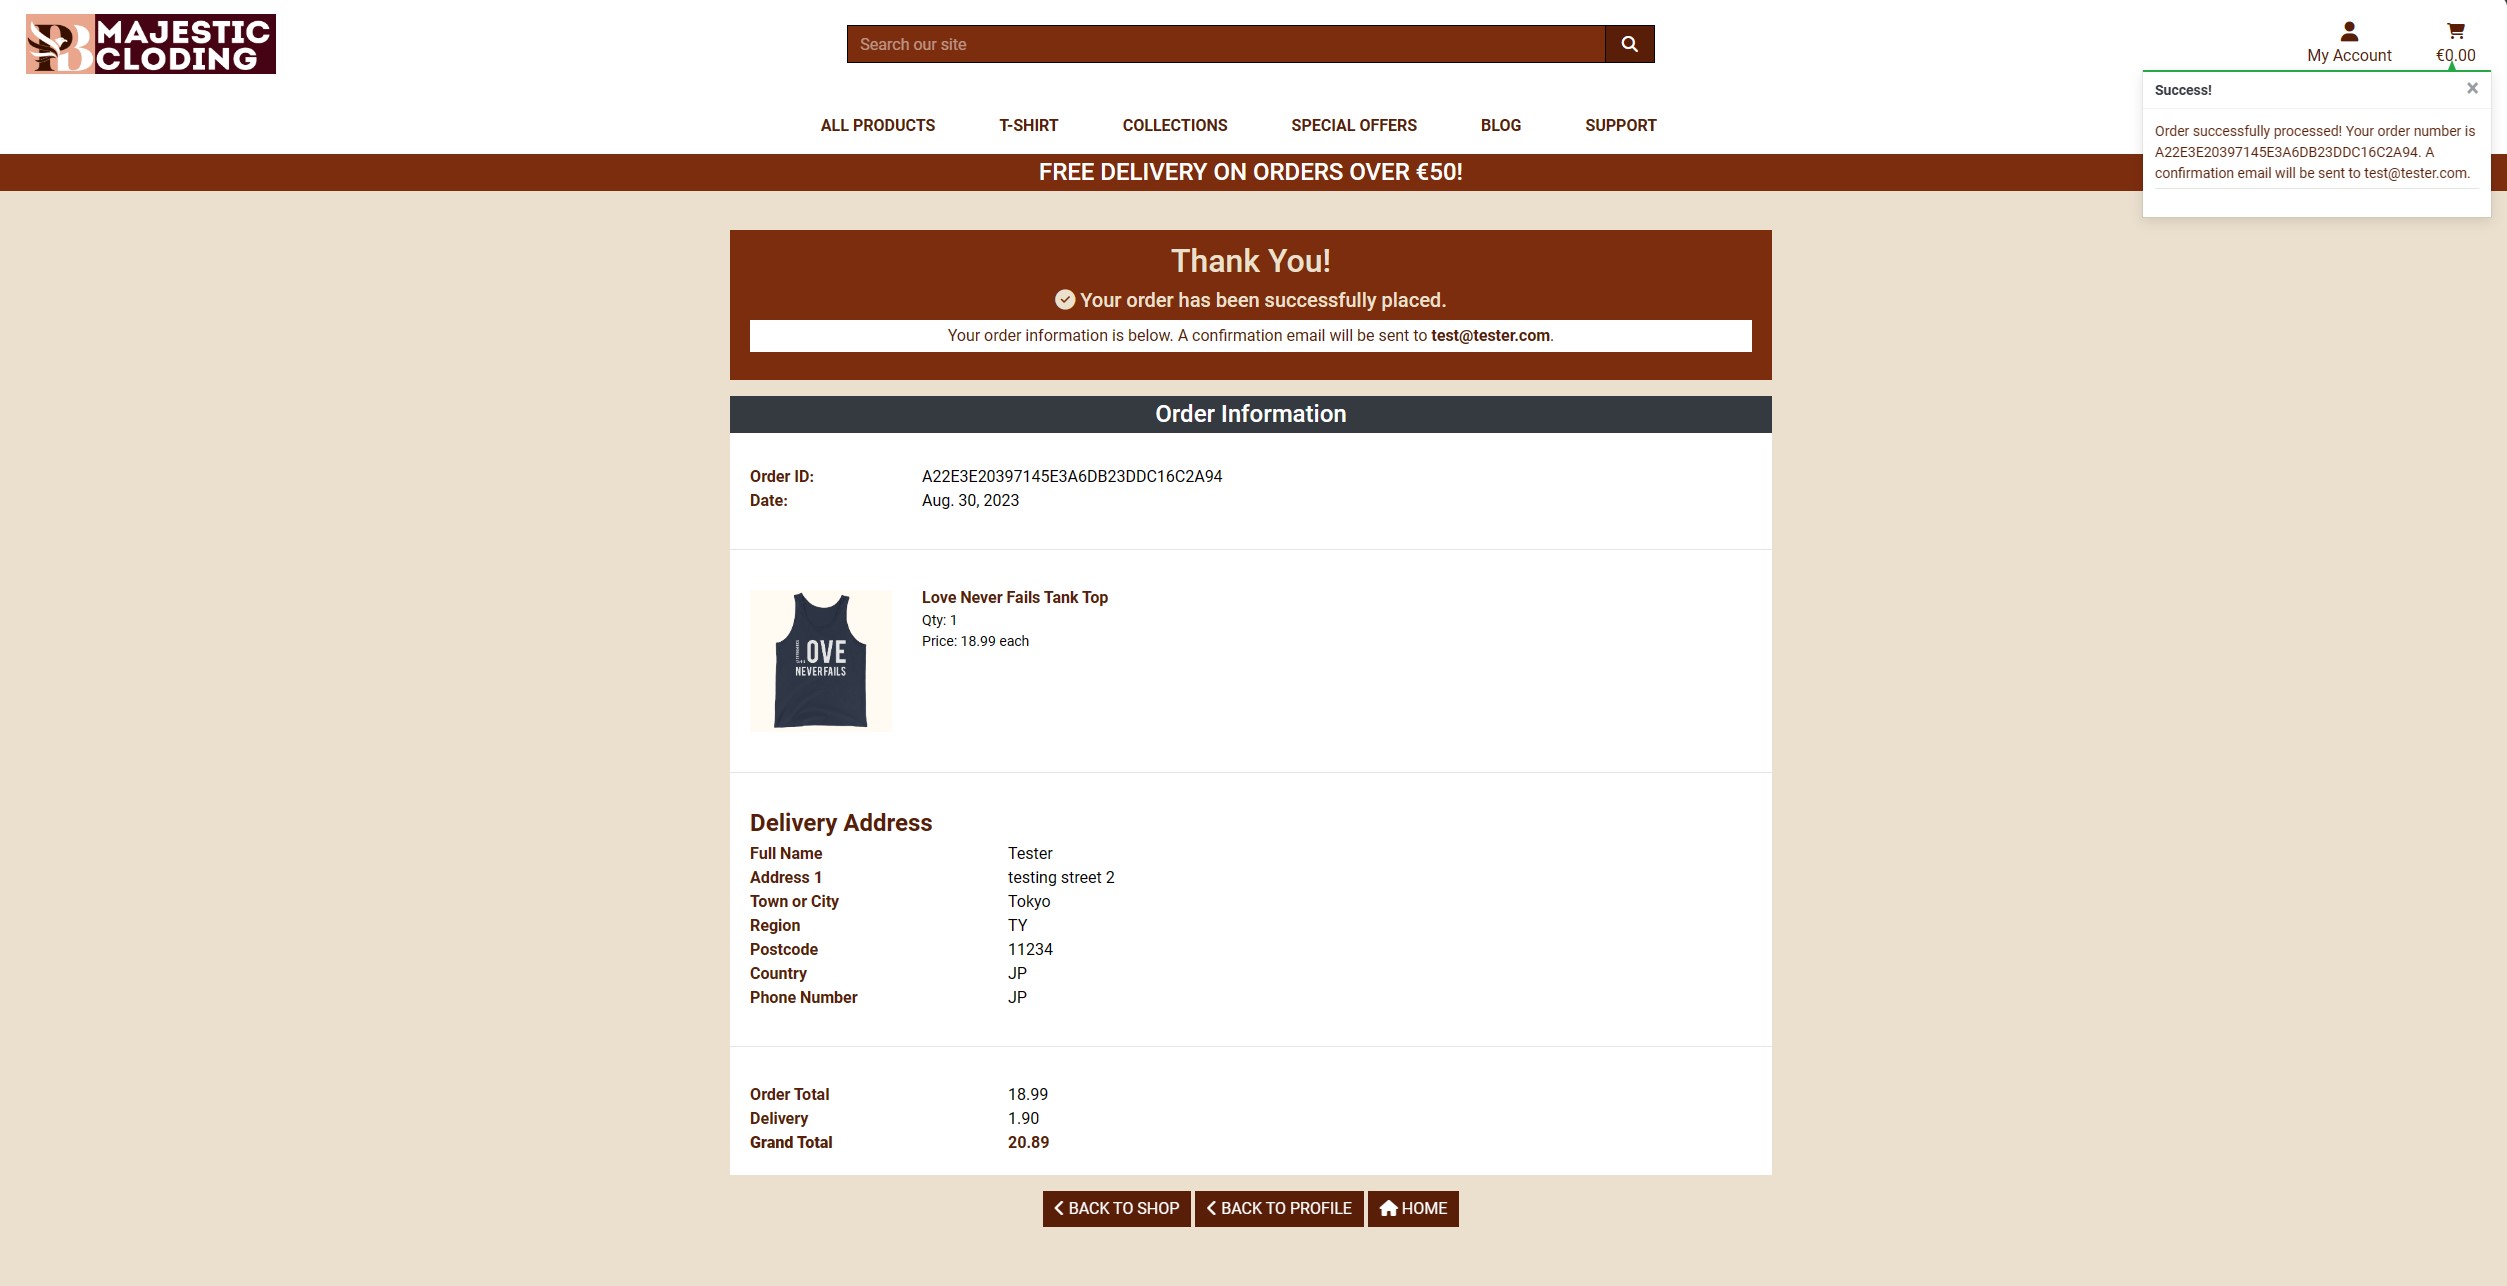 MAJESTIC
CLODING
Search our site
My Account
€0.00
ALL PRODUCTS T-SHIRT COLLECTIONS SPECIAL OFFERS BLOG SUPPORT
FREE DELIVERY ON ORDERS OVER €50!
Success!
×
Order successfully processed! Your order number is
A22E3E20397145E3A6DB23DDC16C2A94. A
confirmation email will be sent to test@tester.com.
Thank You!
Your order has been successfully placed.
Your order information is below. A confirmation email will be sent to test@tester.com.
Order Information
Order ID: A22E3E20397145E3A6DB23DDC16C2A94
Date: Aug. 30, 2023
LOVE
NEVER FAILS
Love Never Fails Tank Top
Qty: 1
Price: 18.99 each
Delivery Address
Full Name Tester
Address 1 testing street 2
Town or City Tokyo
Region TY
Postcode 11234
Country JP
Phone Number JP
Order Total 18.99
Delivery 1.90
Grand Total 20.89
BACK TO SHOP BACK TO PROFILE HOME